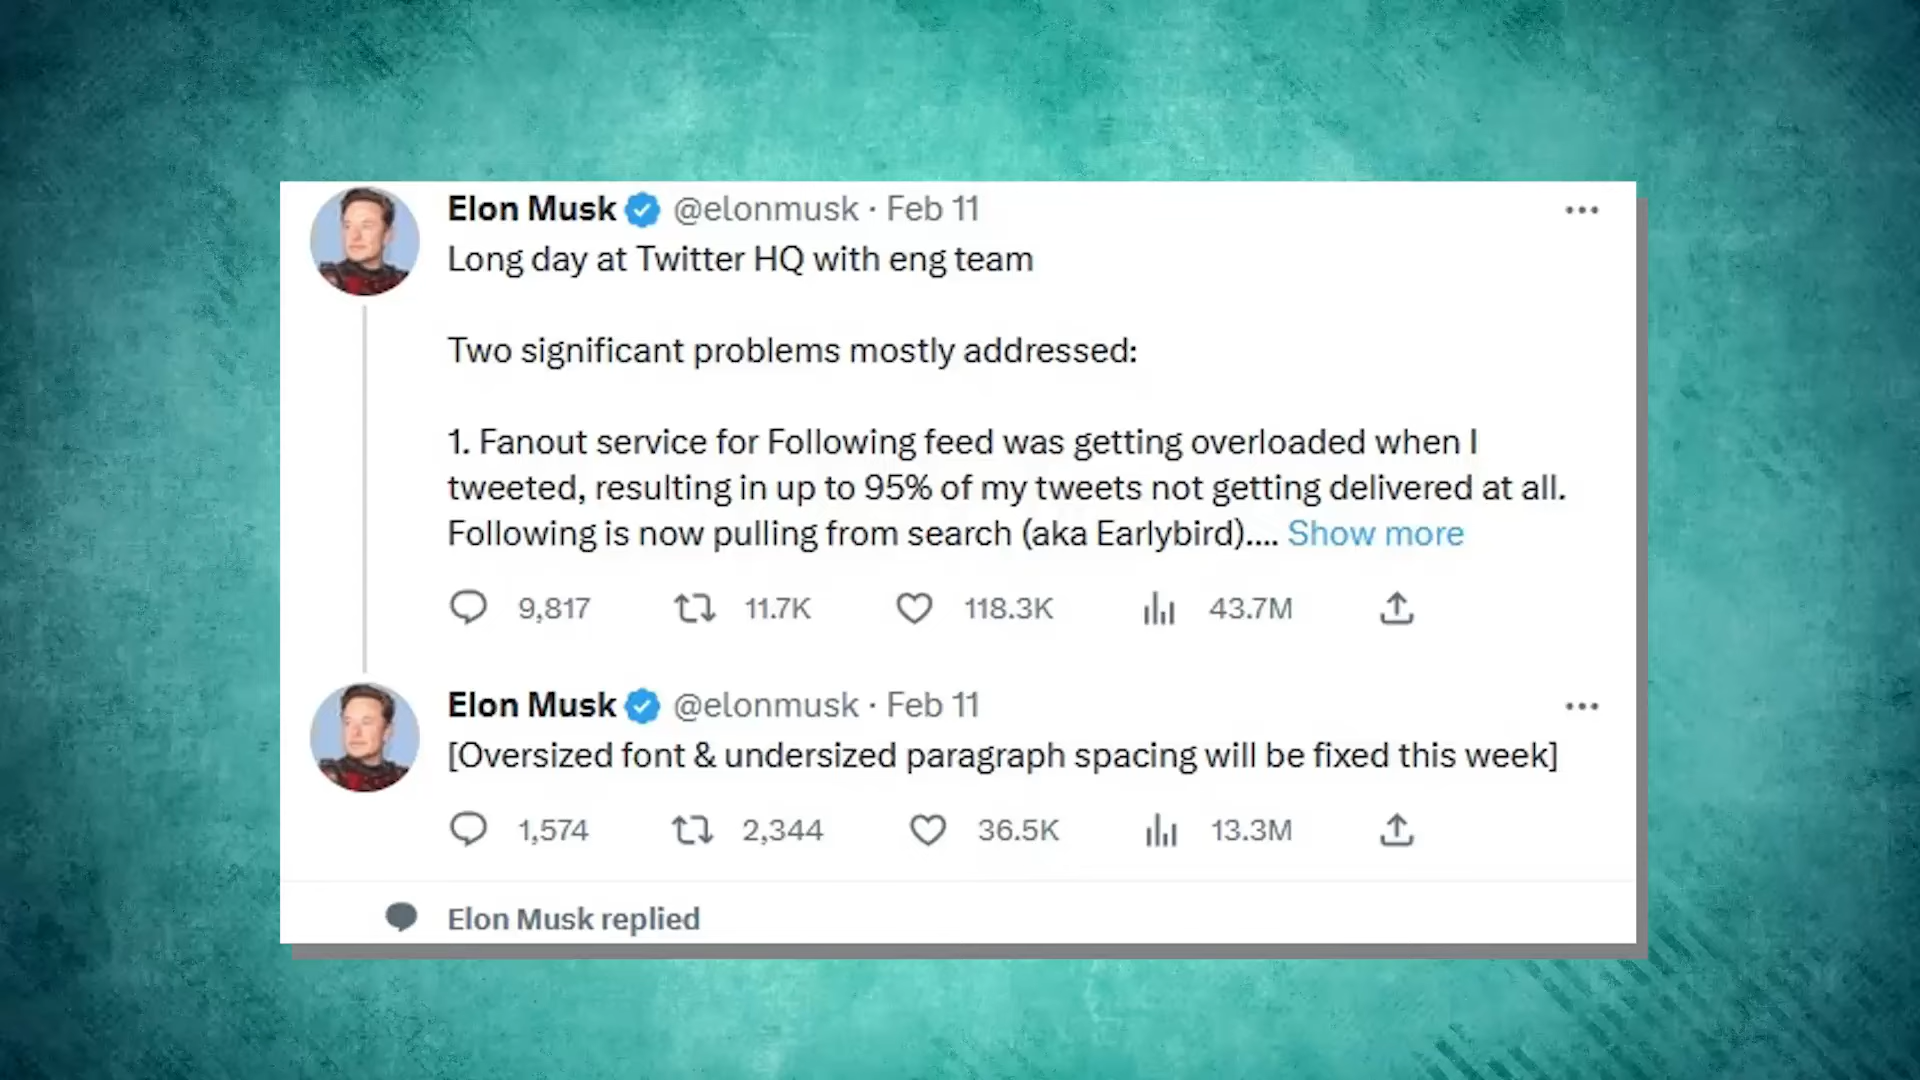 Elon Musk @elonmusk · Feb 11
Long day at Twitter HQ with eng team
Two significant problems mostly addressed:
1. Fanout service for Following feed was getting overloaded when I
tweeted, resulting in up to 95% of my tweets not getting delivered at all.
Following is now pulling from search (aka Earlybird).... Show more
9,817 11.7K 118.3K 43.7M
Elon Musk @elonmusk · Feb 11
[Oversized font & undersized paragraph spacing will be fixed this week]
1,574 2,344 36.5K 13.3M
Elon Musk replied